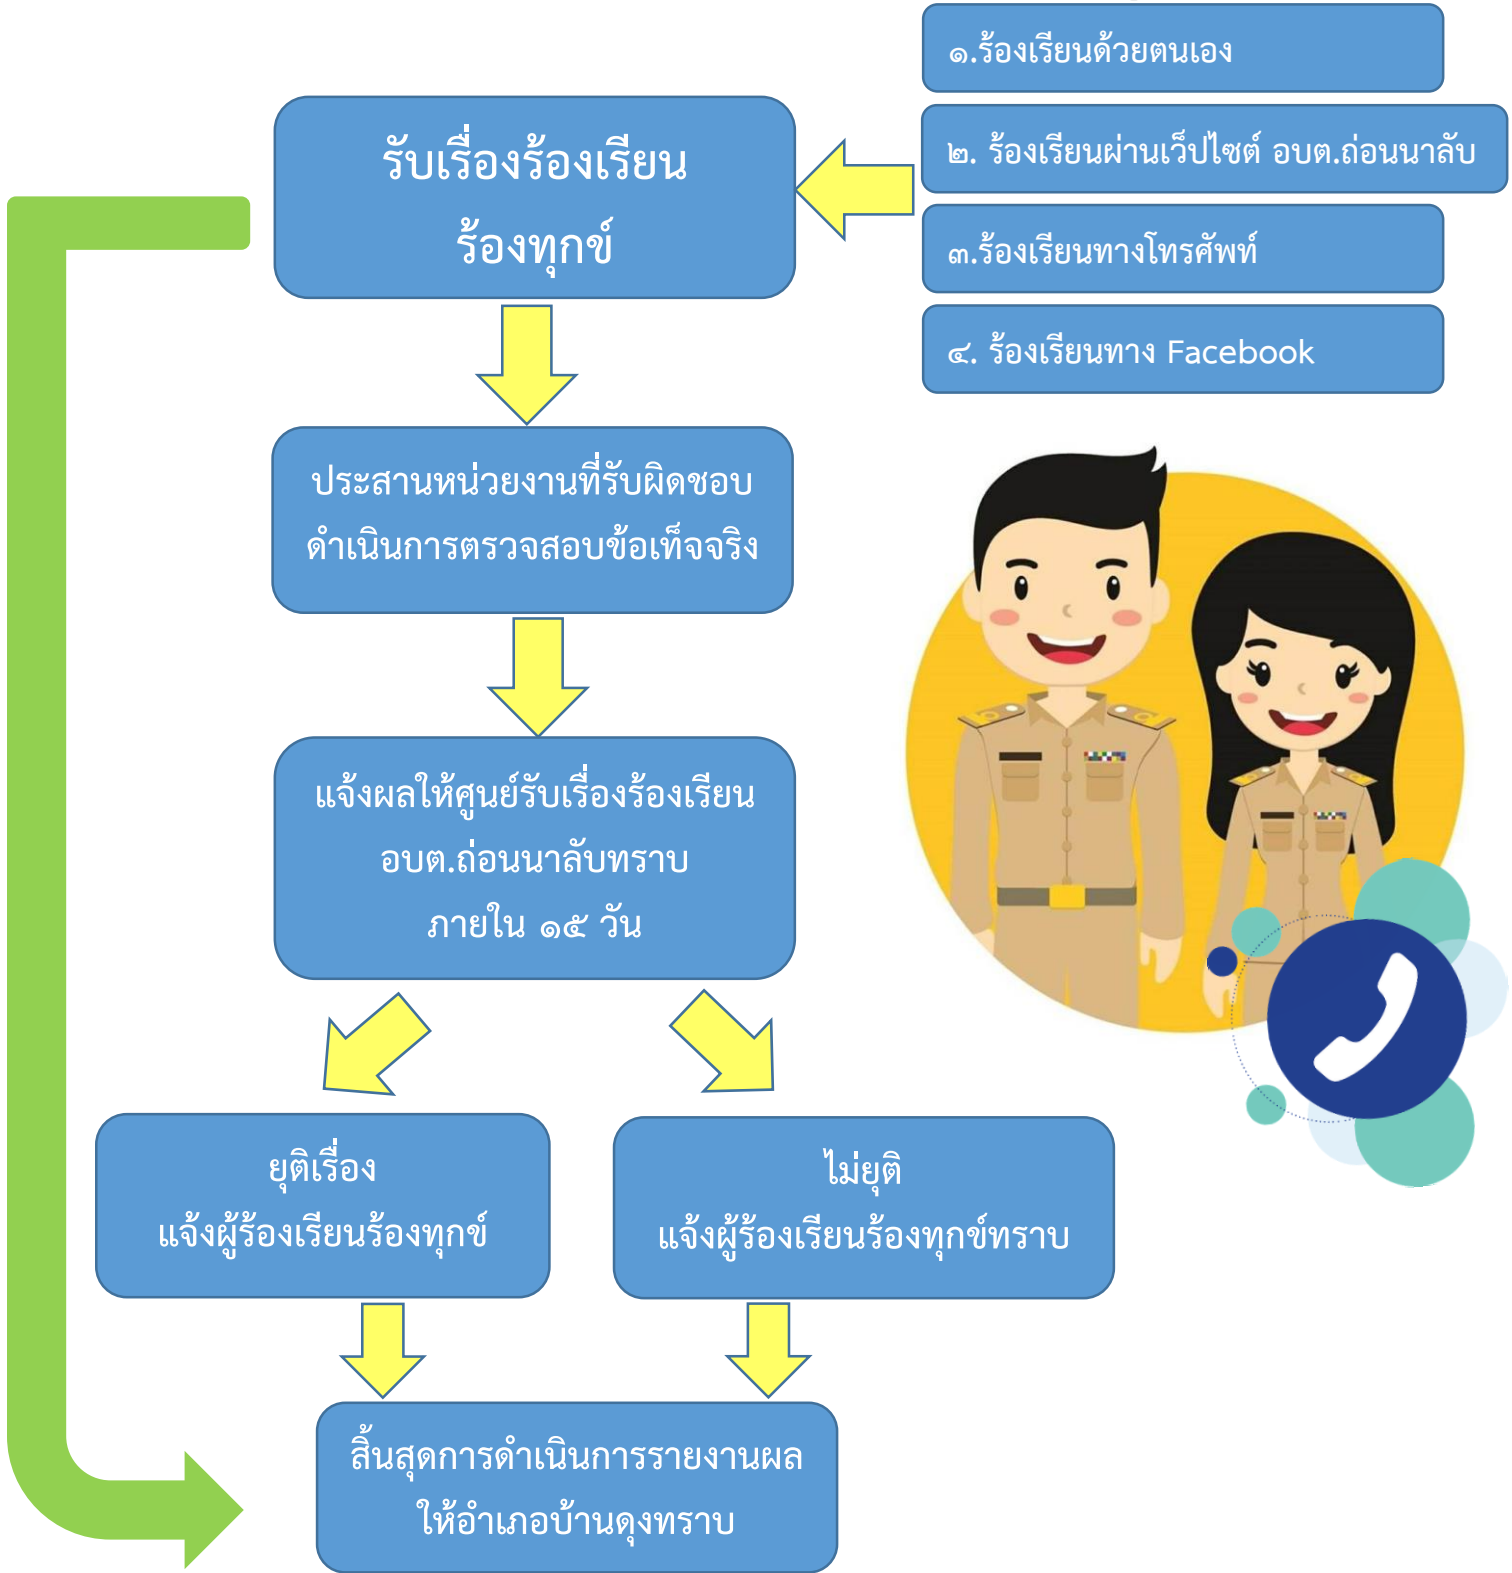 ๑.ร้องเรียนด้วยตนเอง
๒. ร้องเรียนผ่านเว็ปไซต์ อบต.ถ่อนนาลับ
๓.ร้องเรียนทางโทรศัพท์
๔. ร้องเรียนทาง Facebook
รับเรื่องร้องเรียน
ร้องทุกข์
ประสานหน่วยงานที่รับผิดชอบ
ดำเนินการตรวจสอบข้อเท็จจริง
แจ้งผลให้ศูนย์รับเรื่องร้องเรียน
อบต.ถ่อนนาลับทราบ
ภายใน ๑๕ วัน
ยุติเรื่อง
แจ้งผู้ร้องเรียนร้องทุกข์
ไม่ยุติ
แจ้งผู้ร้องเรียนร้องทุกข์ทราบ
สิ้นสุดการดำเนินการรายงานผล
ให้อำเภอบ้านดุงทราบ